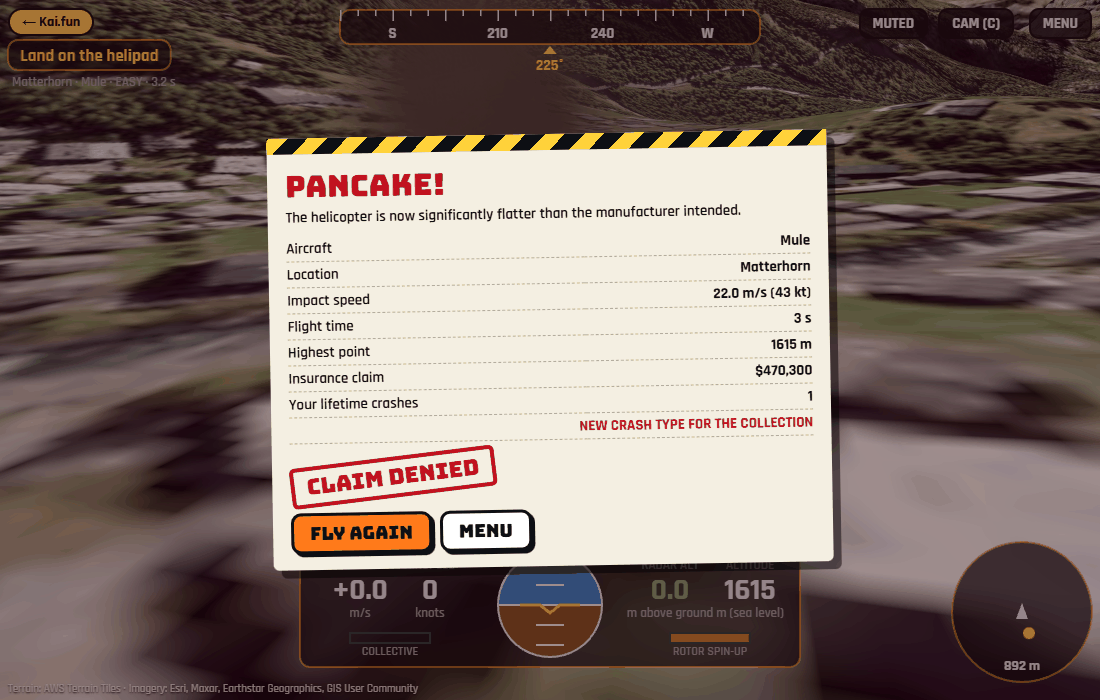 ← Kai.fun
S 210 240 W
MUTED
CAM (C)
MENU
Land on the helipad
225°
Matterhorn · Mule · EASY · 3.2 s
PANCAKE!
The helicopter is now significantly flatter than the manufacturer intended.
Aircraft Mule
Location Matterhorn
Impact speed 22.0 m/s (43 kt)
Flight time 3 s
Highest point 1615 m
Insurance claim $470,300
Your lifetime crashes 1
NEW CRASH TYPE FOR THE COLLECTION
CLAIM DENIED
FLY AGAIN
MENU
RADAR ALT ALTITUDE
+0.0 0 0.0 1615
m/s knots m above ground m (sea level)
COLLECTIVE ROTOR SPIN-UP
892 m
Terrain: AWS Terrain Tiles · Imagery: Esri, Maxar, Earthstar Geographics, GIS User Community